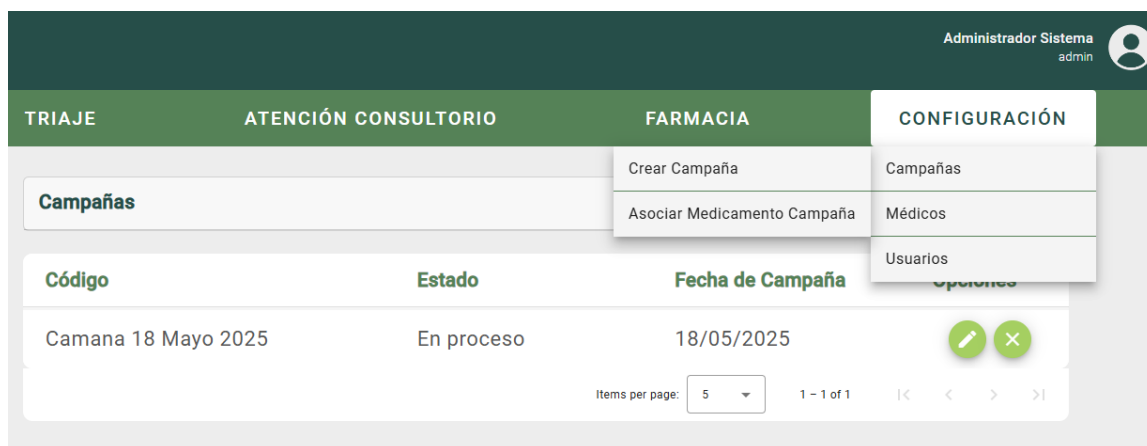 Administrador Sistema
admin
TRIAJE ATENCIÓN CONSULTORIO FARMACIA CONFIGURACIÓN
Crear Campaña Campañas
Campañas
Asociar Medicamento Campaña Médicos
Usuarios
Código Estado Fecha de Campaña Opciones
Camana 18 Mayo 2025 En proceso 18/05/2025
Items per page: 5 1 – 1 of 1